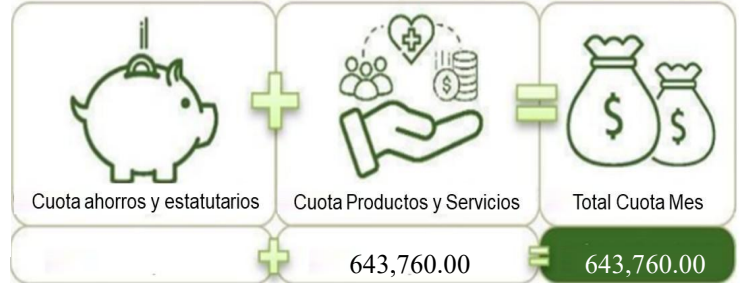 Cuota ahorros y estatutarios
Cuota Productos y Servicios
Total Cuota Mes
643,760.00
643,760.00